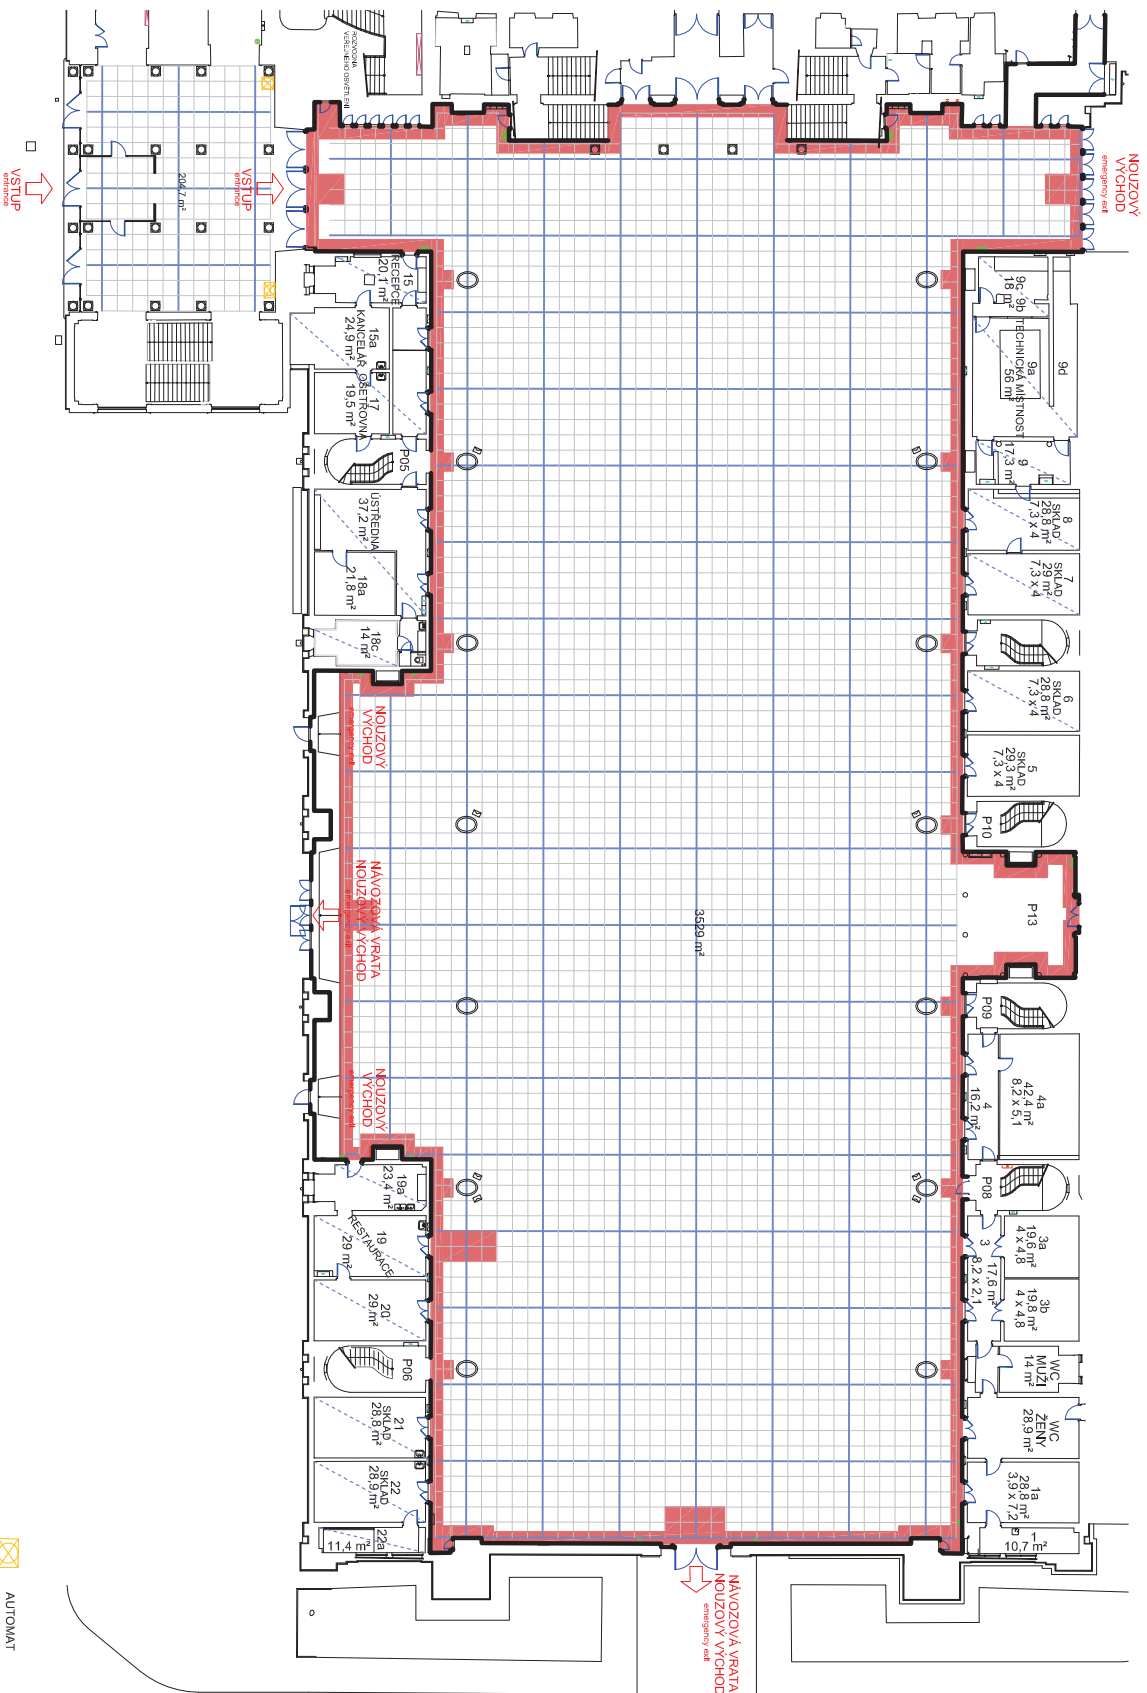 ROZVODNA
VEŘEJNÉHO OSVĚTLENÍ
NOUZOVÝ
VÝCHOD
emergency exit
VSTUP
entrance
VSTUP
entrance
204,7 m²
15
RECEPCE
20,1 m²
15a
KANCELÁŘ
24,9 m²
17
OŠETŘOVNA
19,5 m²
P05
ÚSTŘEDNA
37,2 m²
18a
21,8 m²
18c
14 m²
9c
9b
18 m²
9d
9a
TECHNICKÁ MÍSTNOST
56 m²
9
17,3 m²
8
SKLAD
28,8 m²
7,3 x 4
7
SKLAD
29 m²
7,3 x 4
6
SKLAD
28,8 m²
7,3 x 4
5
SKLAD
29,3 m²
7,3 x 4
P10
P13
P09
3529 m²
NOUZOVÝ
VÝCHOD
emergency exit
NÁVOZOVÁ VRATA
NOUZOVÝ VÝCHOD
emergency exit
NOUZOVÝ
VÝCHOD
emergency exit
4a
42,4 m²
8,2 x 5,1
4
16,2 m²
P08
3a
19,6 m²
4 x 4,8
3
17,6 m²
8,2 x 2,1
3b
19,8 m²
4 x 4,8
WC
MUŽI
14 m²
WC
ŽENY
28,9 m²
1a
28,8 m²
3,9 x 7,2
1
10,7 m²
19a
23,4 m²
19
RESTAURACE
29 m²
20
29 m²
P06
21
SKLAD
28,8 m²
22
SKLAD
28,9 m²
22a
11,4 m²
NÁVOZOVÁ VRATA
NOUZOVÝ VÝCHOD
emergency exit
AUTOMAT